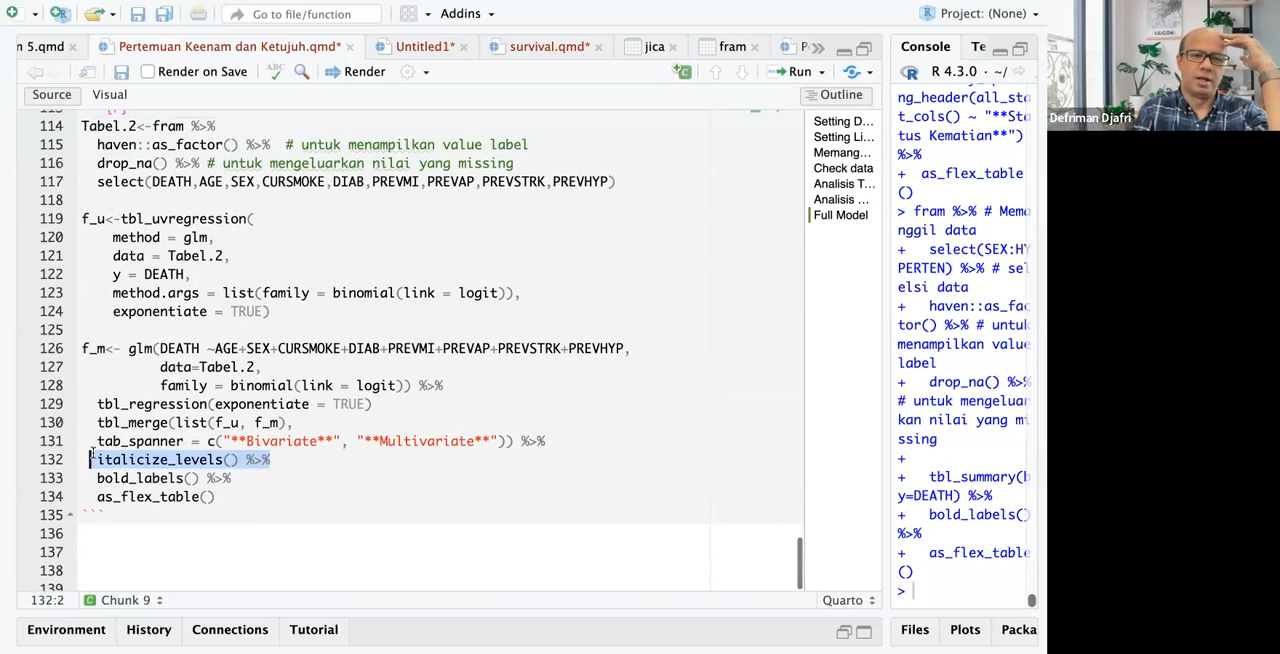 Go to file/function
Addins
Project: (None)
n 5.qmd
Pertemuan Keenam dan Ketujuh.qmd*
Untitled1*
survival.qmd*
jica
fram
Render on Save
ABC
Render
Run
Source
Visual
Outline
114 Tabel.2<-fram %>%
115 haven::as_factor() %>% # untuk menampilkan value label
116 drop_na() %>% # untuk mengeluarkan nilai yang missing
117 select(DEATH,AGE,SEX,CURSMOKE,DIAB,PREVMI,PREVAP,PREVSTRK,PREVHYP)
118
119 f_u<-tbl_uvregression(
120 method = glm,
121 data = Tabel.2,
122 y = DEATH,
123 method.args = list(family = binomial(link = logit)),
124 exponentiate = TRUE)
125
126 f_m<- glm(DEATH ~AGE+SEX+CURSMOKE+DIAB+PREVMI+PREVAP+PREVSTRK+PREVHYP,
127 data=Tabel.2,
128 family = binomial(link = logit)) %>%
129 tbl_regression(exponentiate = TRUE)
130 tbl_merge(list(f_u, f_m),
131 tab_spanner = c("**Bivariate**", "**Multivariate**")) %>%
132 italicize_levels() %>%
133 bold_labels() %>%
134 as_flex_table()
135 ```
136
137
138
139
132:2
Chunk 9
Quarto
Setting D...
Setting Li...
Memang...
Check data
Analisis T...
Analisis ...
Full Model
Environment
History
Connections
Tutorial
Console
Te
R 4.3.0 · ~/
ng_header(all_sta
t_cols() ~ "**Sta
tus Kematian**")
%>%
+ as_flex_table
()
> fram %>% # Mema
nggil data
+ select(SEX:HY
PERTEN) %>% # sel
elsi data
+ haven::as_fac
tor() %>% # untuk
menampilkan value
label
+ drop_na() %>%
# untuk mengeluar
kan nilai yang mi
ssing
+
+ tbl_summary(b
y=DEATH) %>%
+ bold_labels()
%>%
+ as_flex_table
()
>
Files
Plots
Packa
Defriman Djafri